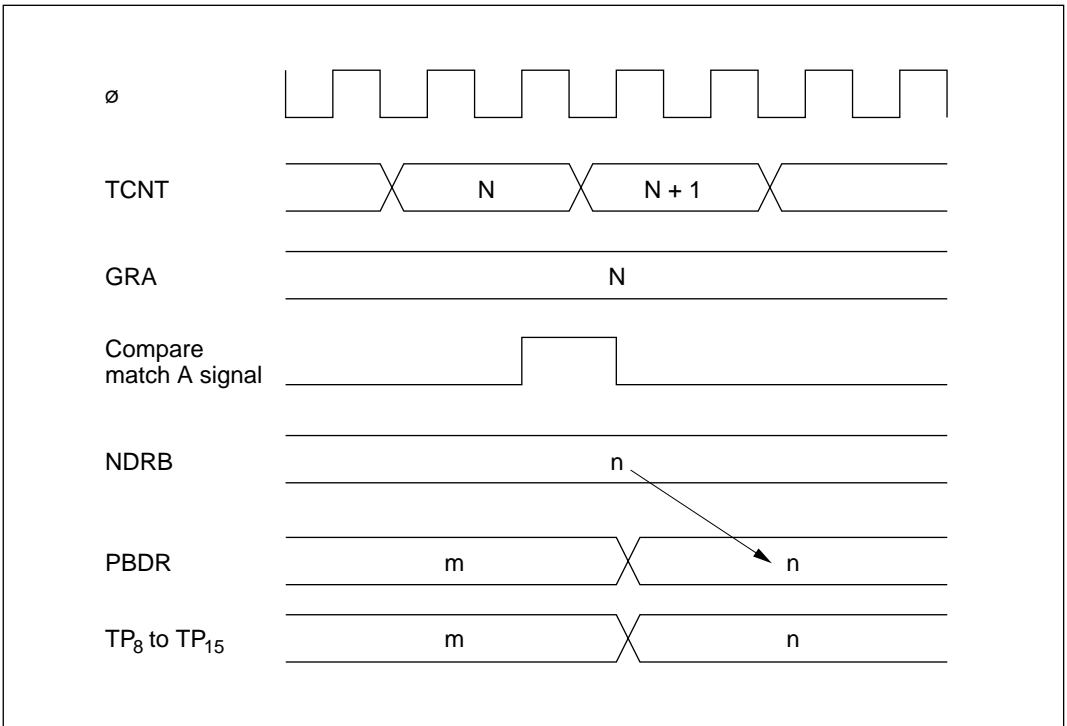 ø
TCNT N N + 1
GRA N
Compare
match A signal
NDRB n
PBDR m n
TP8 to TP15 m n